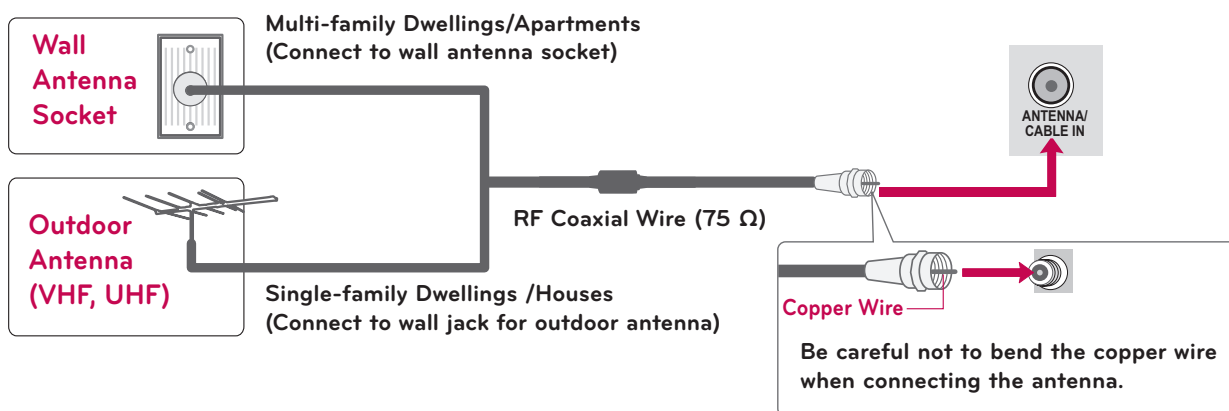 Wall
Antenna
Socket
Multi-family Dwellings/Apartments
(Connect to wall antenna socket)
ANTENNA/
CABLE IN
RF Coaxial Wire (75 Ω)
Outdoor
Antenna
(VHF, UHF)
Single-family Dwellings /Houses
(Connect to wall jack for outdoor antenna)
Copper Wire
Be careful not to bend the copper wire
when connecting the antenna.